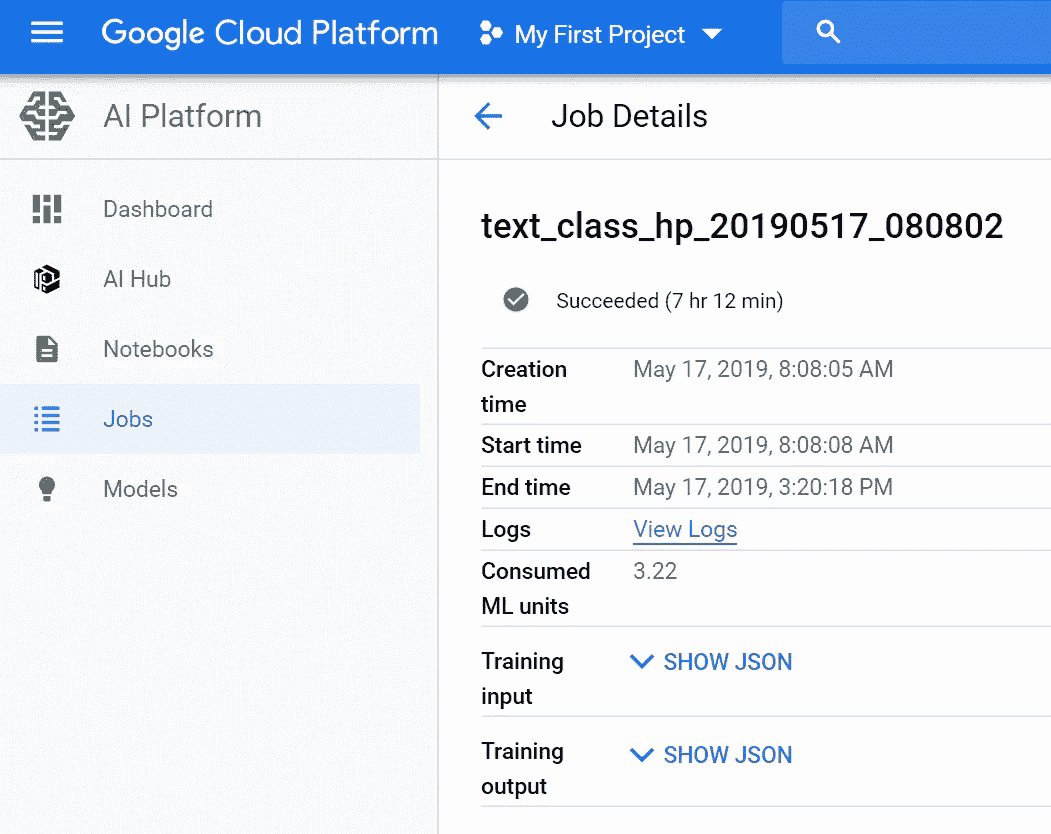 Google Cloud Platform
My First Project
AI Platform
Job Details
Dashboard
AI Hub
Notebooks
Jobs
Models
text_class_hp_20190517_080802
Succeeded (7 hr 12 min)
Creation
time
May 17, 2019, 8:08:05 AM
Start time
May 17, 2019, 8:08:08 AM
End time
May 17, 2019, 3:20:18 PM
Logs
View Logs
Consumed
ML units
3.22
Training
input
SHOW JSON
Training
output
SHOW JSON